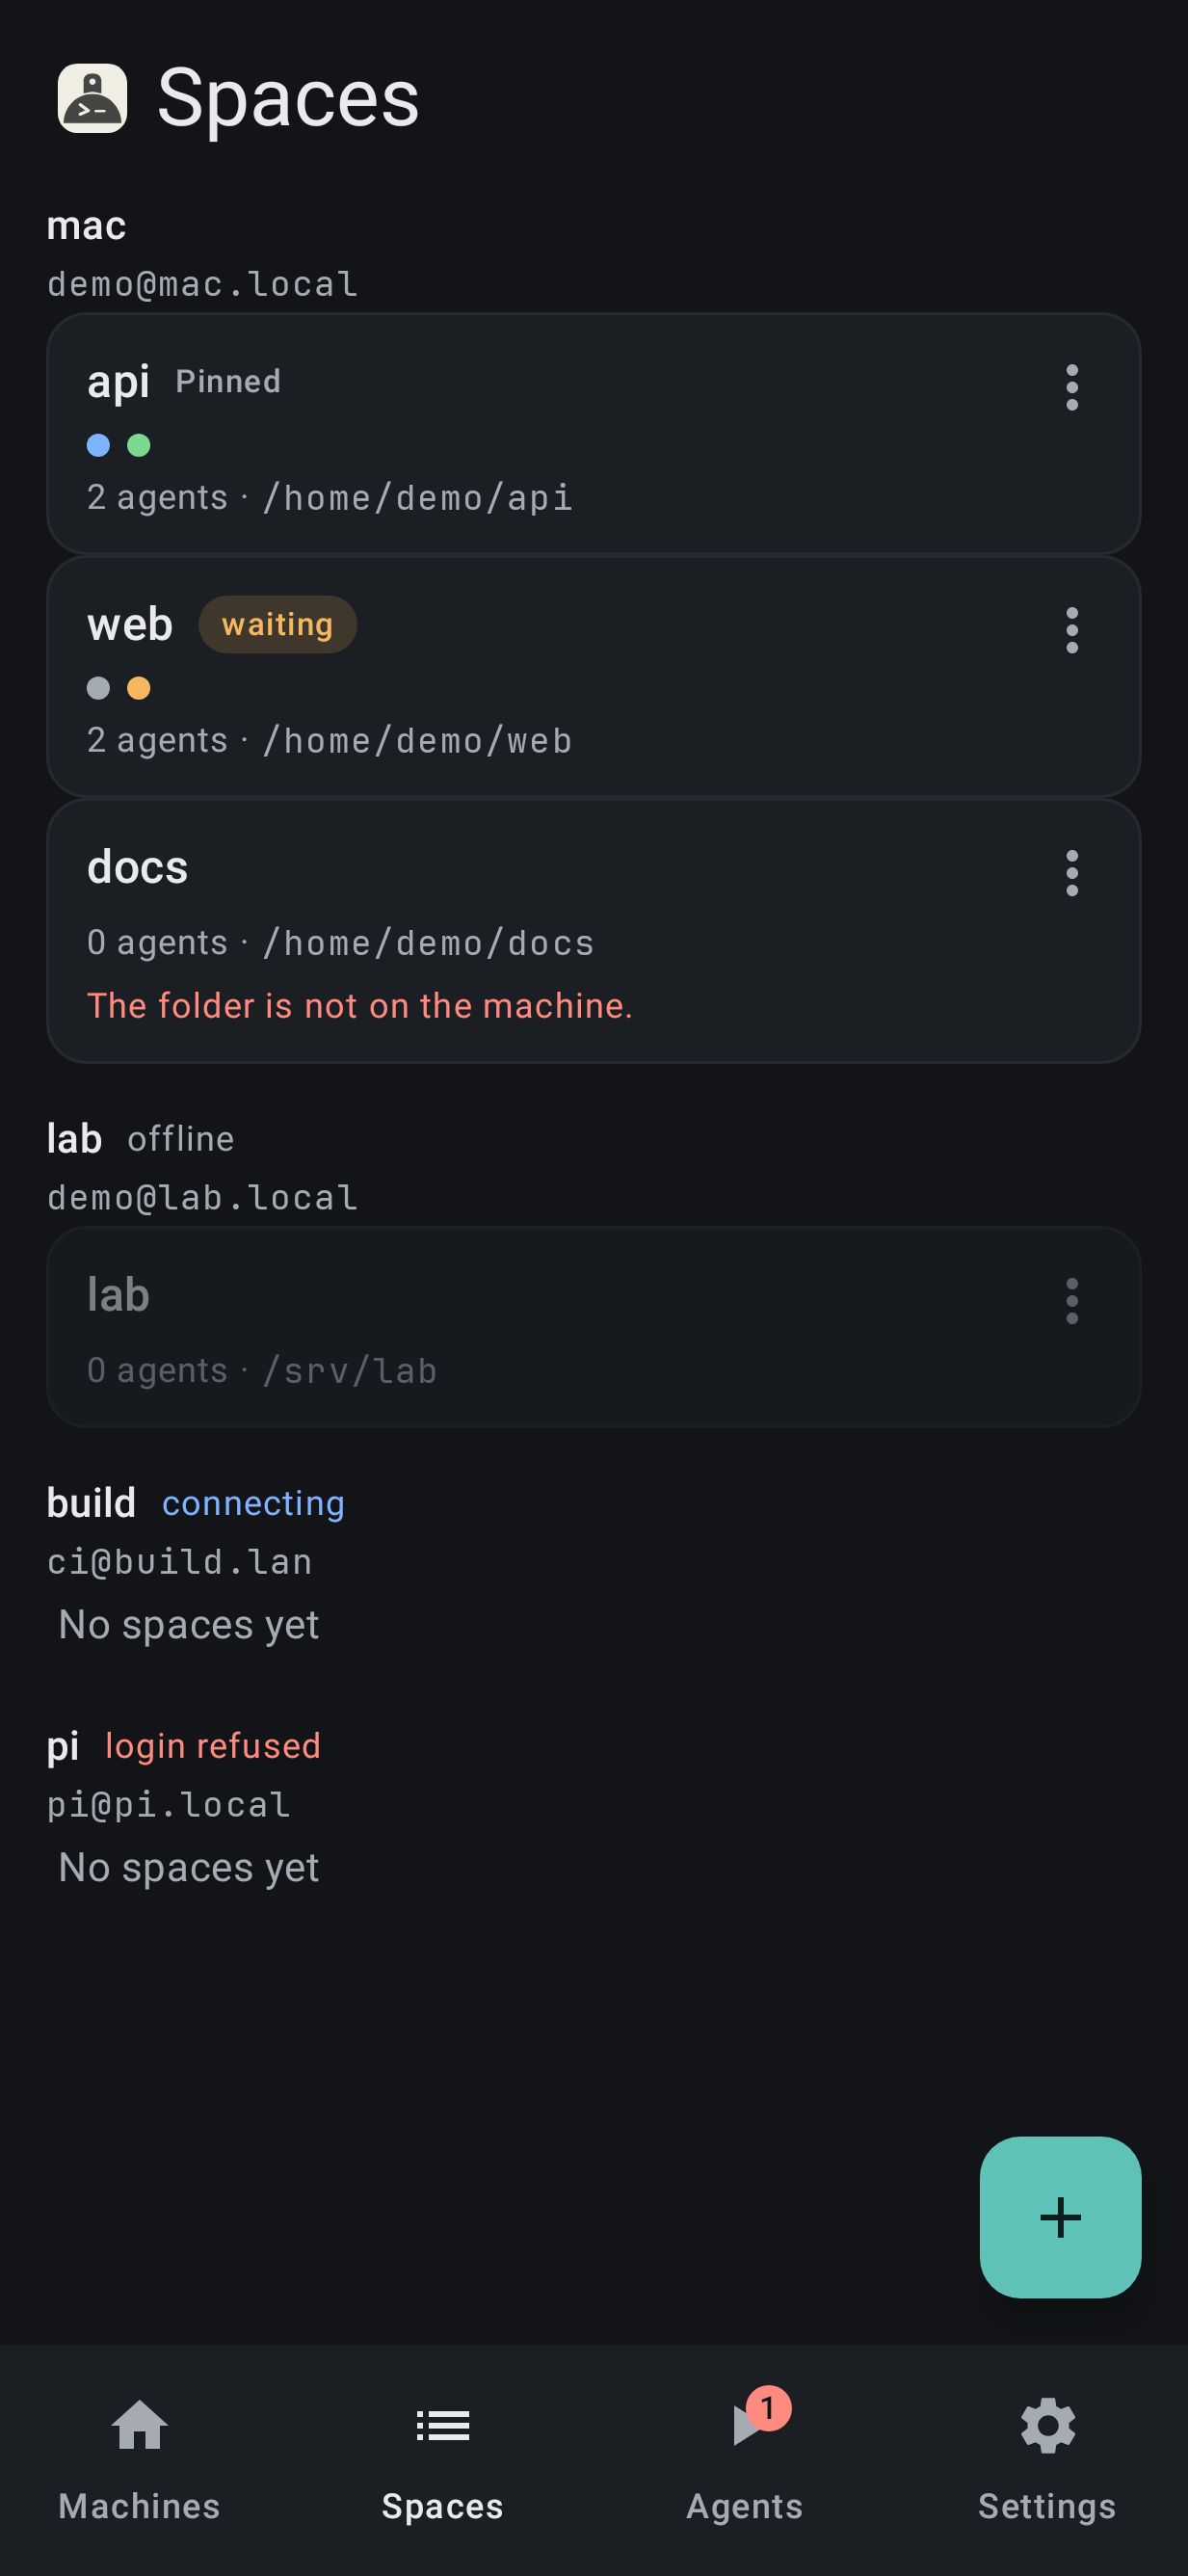 Spaces
mac
demo@mac.local
api Pinned
2 agents · /home/demo/api
web waiting
2 agents · /home/demo/web
docs
0 agents · /home/demo/docs
The folder is not on the machine.
lab offline
demo@lab.local
lab
0 agents · /srv/lab
build connecting
ci@build.lan
No spaces yet
pi login refused
pi@pi.local
No spaces yet
1
Machines Spaces Agents Settings